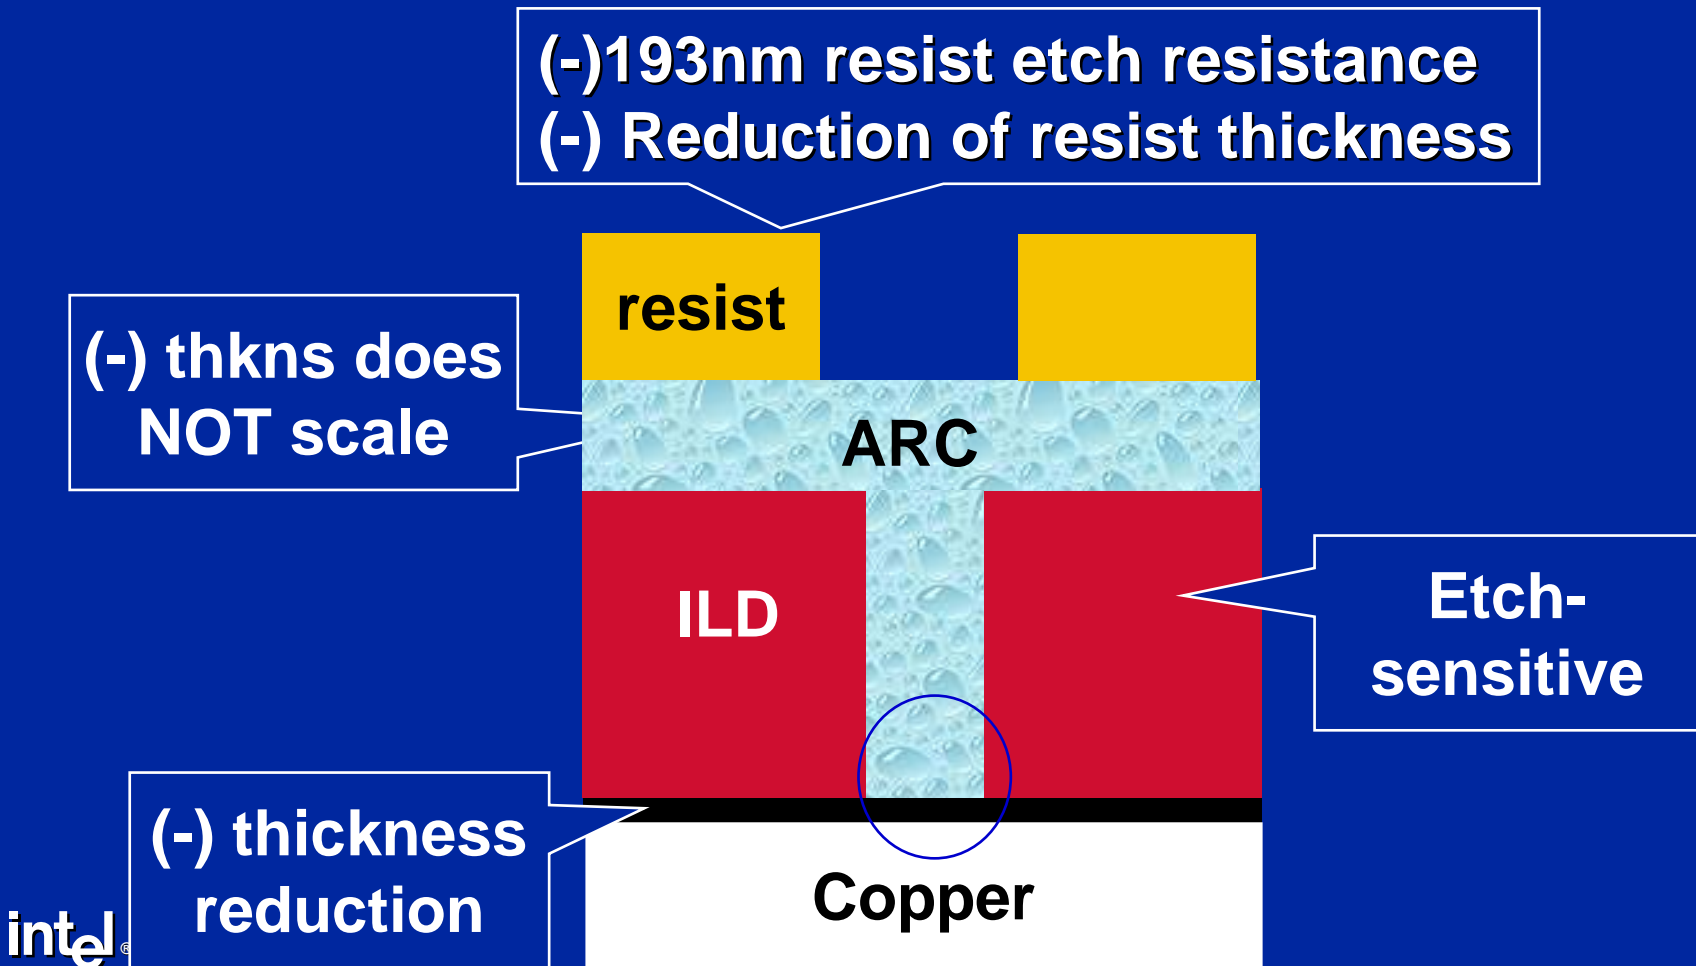 (-)193nm resist etch resistance
(-) Reduction of resist thickness
resist
(-) thkns does
NOT scale
ARC
ILD
Etch-
sensitive
(-) thickness
reduction
Copper
intel®